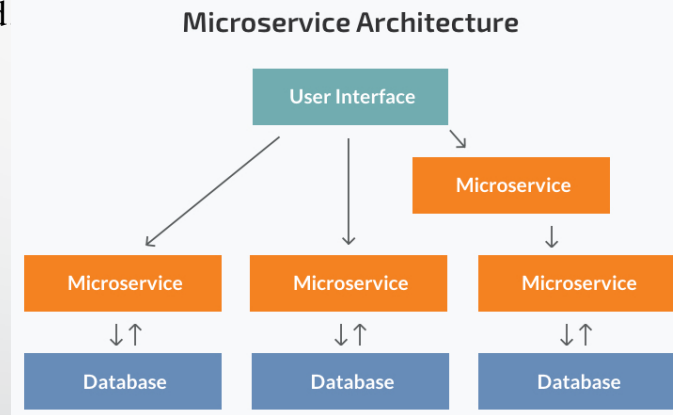 Microservice Architecture
User Interface
Microservice
Microservice Microservice Microservice
Database Database Database